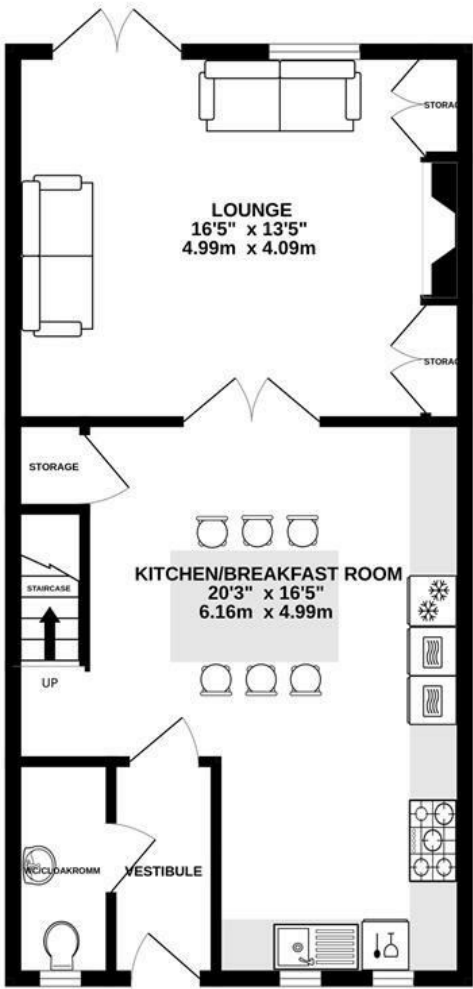 STORAG
LOUNGE
16'5" x 13'5"
4.99m x 4.09m
STORAG
STORAGE
KITCHEN/BREAKFAST ROOM
20'3" x 16'5"
6.16m x 4.99m
STAIRCASE
UP
WC/CLOAKROMM
VESTIBULE